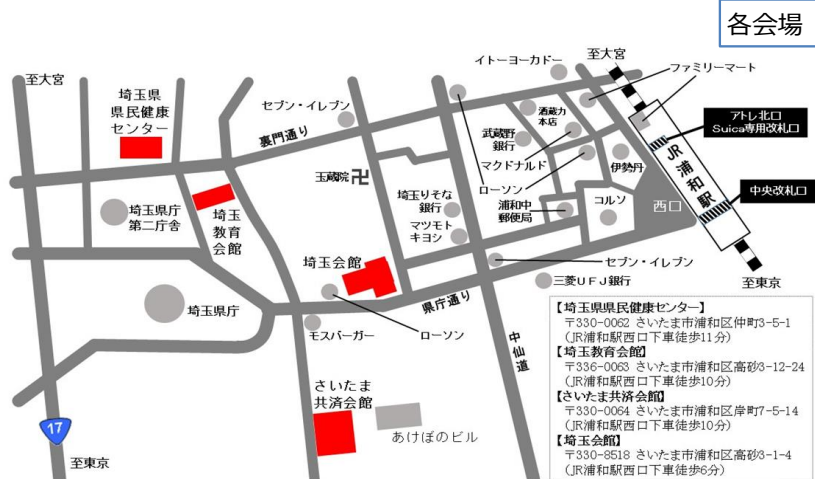 各会場
至大宮
埼玉県
県民健康
センター
セブン・イレブン
裏門通り
イトーヨーカドー
至大宮
ファミリーマート
酒蔵力
本店
武蔵野
銀行
マクドナルド
ローソン
アトレ北口
Suica専用改札口
JR浦和駅
中央改札口
伊勢丹
コルソ
西口
浦和中
郵便局
玉蔵院
卍
埼玉りそな
銀行
マツモト
キヨシ
埼玉県庁
第二庁舎
埼玉
教育
会館
埼玉会館
セブン・イレブン
三菱UFJ銀行
至東京
埼玉県庁
県庁通り
モスバーガー
ローソン
中仙道
さいたま
共済会館
あけぼのビル
17
至東京
【埼玉県県民健康センター】
〒330-0062 さいたま市浦和区仲町3-5-1
(JR浦和駅西口下車徒歩11分)
【埼玉教育会館】
〒336-0063 さいたま市浦和区高砂3-12-24
(JR浦和駅西口下車徒歩10分)
【さいたま共済会館】
〒330-0064 さいたま市浦和区岸町7-5-14
(JR浦和駅西口下車徒歩10分)
【埼玉会館】
〒330-8518 さいたま市浦和区高砂3-1-4
(JR浦和駅西口下車徒歩6分)